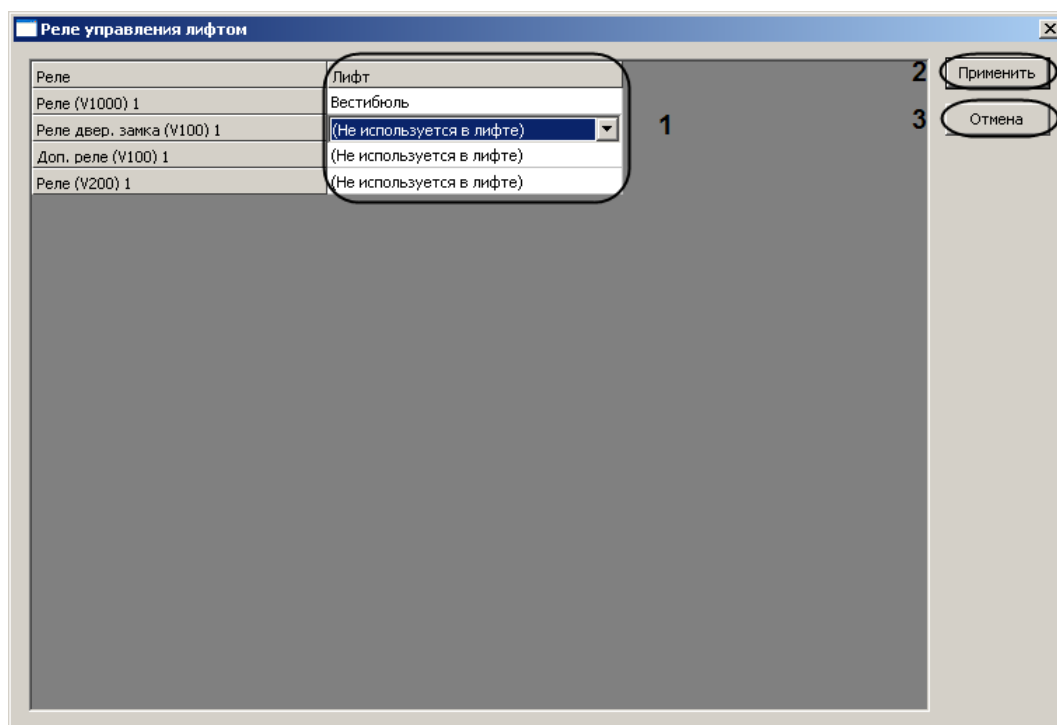 Реле управления лифтом
Реле Лифт 2 Применить
Реле (V1000) 1 Вестибюль
Реле двер. замка (V100) 1 (Не используется в лифте) 1 3 Отмена
Доп. реле (V100) 1 (Не используется в лифте)
Реле (V200) 1 (Не используется в лифте)